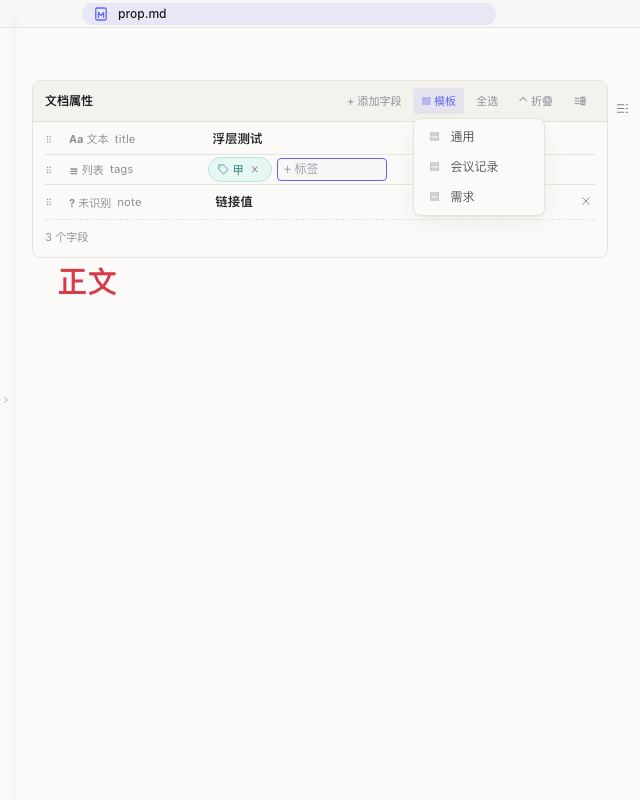 prop.md
文档属性 + 添加字段 模板 全选 折叠
Aa 文本 title 浮层测试
列表 tags 甲 × + 标签
? 未识别 note 链接值 ×
通用
会议记录
需求
3 个字段
正文